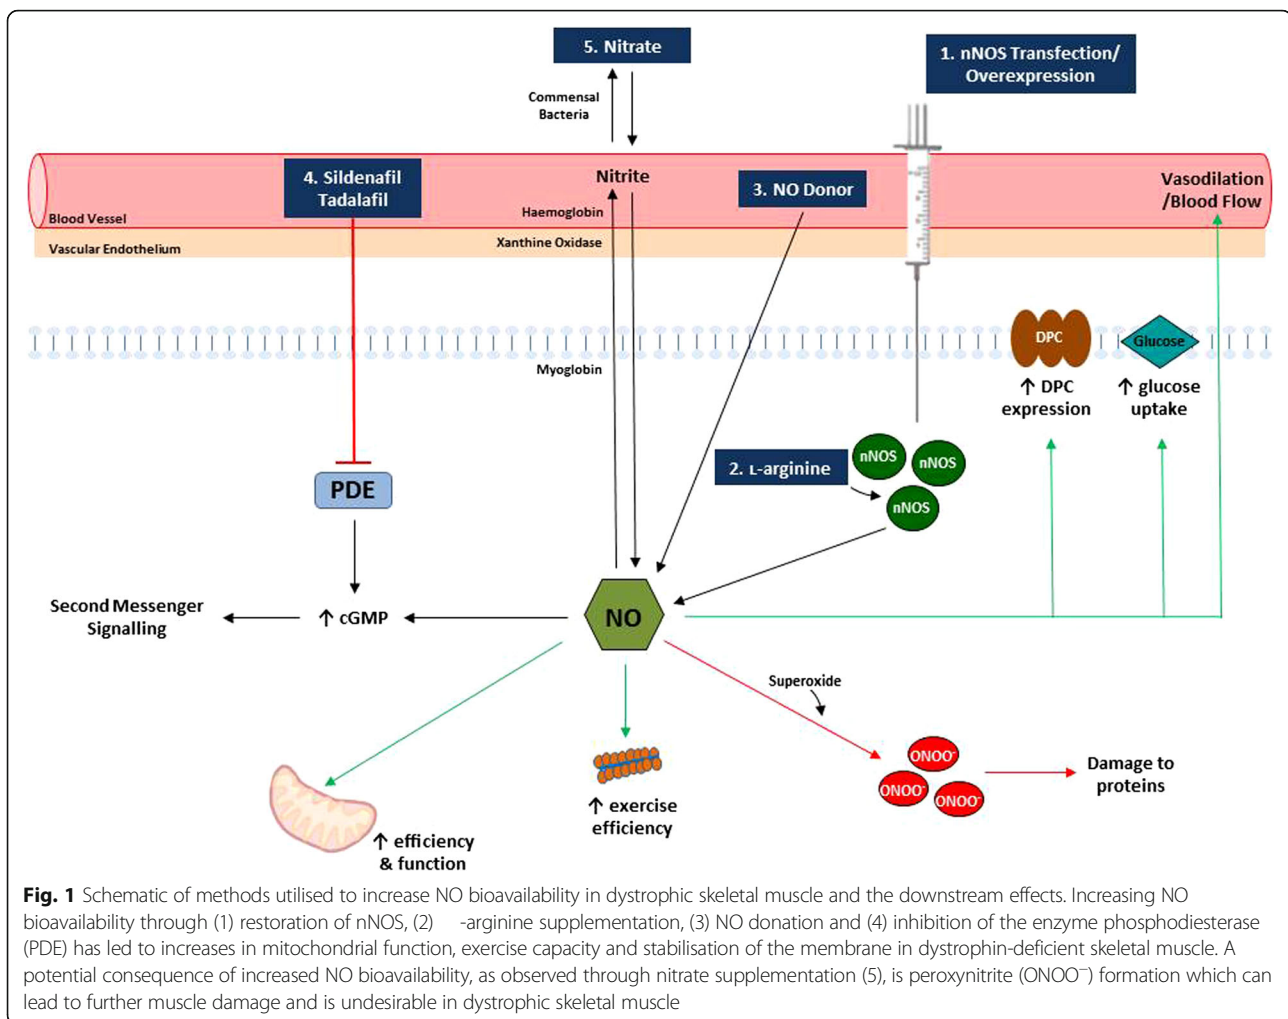 5. Nitrate
1. nNOS Transfection/
Overexpression
Commensal
Bacteria
4. Sildenafil
Tadalafil
Nitrite
3. NO Donor
Vasodilation
/Blood Flow
Blood Vessel
Haemoglobin
Vascular Endothelium
Xanthine Oxidase
DPC
Glucose
Myoglobin
↑ DPC
expression
↑ glucose
uptake
nNOS
nNOS
nNOS
2. L-arginine
PDE
NO
Second Messenger
Signalling
↑ cGMP
Superoxide
ONOO⁻
ONOO⁻
ONOO⁻
Damage to
proteins
↑ exercise
efficiency
↑ efficiency
& function
Fig. 1 Schematic of methods utilised to increase NO bioavailability in dystrophic skeletal muscle and the downstream effects. Increasing NO
bioavailability through (1) restoration of nNOS, (2) -arginine supplementation, (3) NO donation and (4) inhibition of the enzyme phosphodiesterase
(PDE) has led to increases in mitochondrial function, exercise capacity and stabilisation of the membrane in dystrophin-deficient skeletal muscle. A
potential consequence of increased NO bioavailability, as observed through nitrate supplementation (5), is peroxynitrite (ONOO⁻) formation which can
lead to further muscle damage and is undesirable in dystrophic skeletal muscle